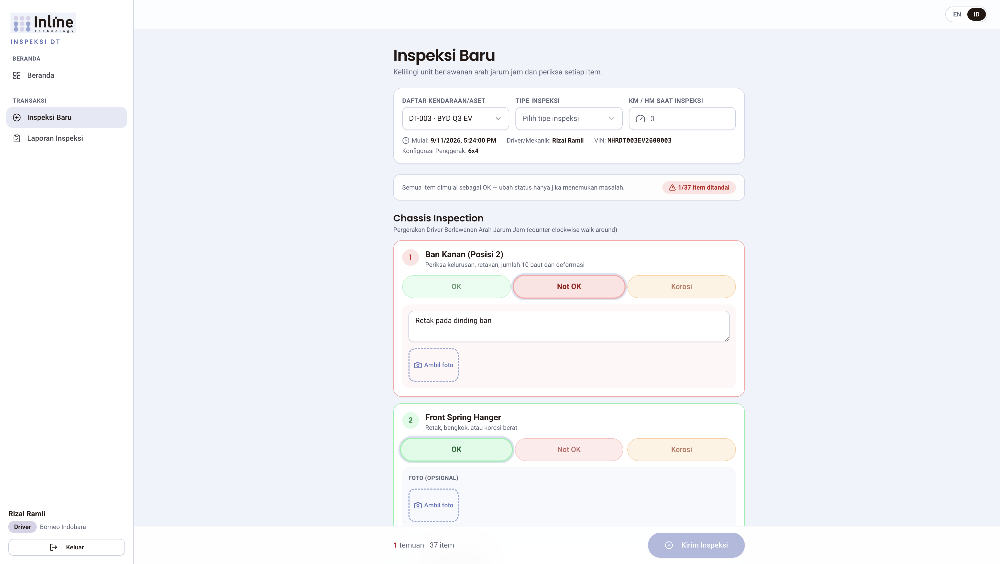 Inline
Technology
INSPEKSI DT
BERANDA
Beranda
TRANSAKSI
Inspeksi Baru
Laporan Inspeksi
Rizal Ramli
Driver Borneo Indobara
Keluar
EN ID
Inspeksi Baru
Kelilingi unit berlawanan arah jarum jam dan periksa setiap item.
DAFTAR KENDARAAN/ASET TIPE INSPEKSI KM / HM SAAT INSPEKSI
DT-003 · BYD Q3 EV Pilih tipe inspeksi 0
Mulai: 9/11/2026, 5:24:00 PM Driver/Mekanik: Rizal Ramli VIN: MHRDT003EV2600003
Konfigurasi Penggerak: 6x4
Semua item dimulai sebagai OK — ubah status hanya jika menemukan masalah. 1/37 item ditandai
Chassis Inspection
Pergerakan Driver Berlawanan Arah Jarum Jam (counter-clockwise walk-around)
1 Ban Kanan (Posisi 2)
Periksa kelurusan, retakan, jumlah 10 baut dan deformasi
OK Not OK Korosi
Retak pada dinding ban
Ambil foto
2 Front Spring Hanger
Retak, bengkok, atau korosi berat
OK Not OK Korosi
FOTO (OPSIONAL)
Ambil foto
1 temuan · 37 item Kirim Inspeksi